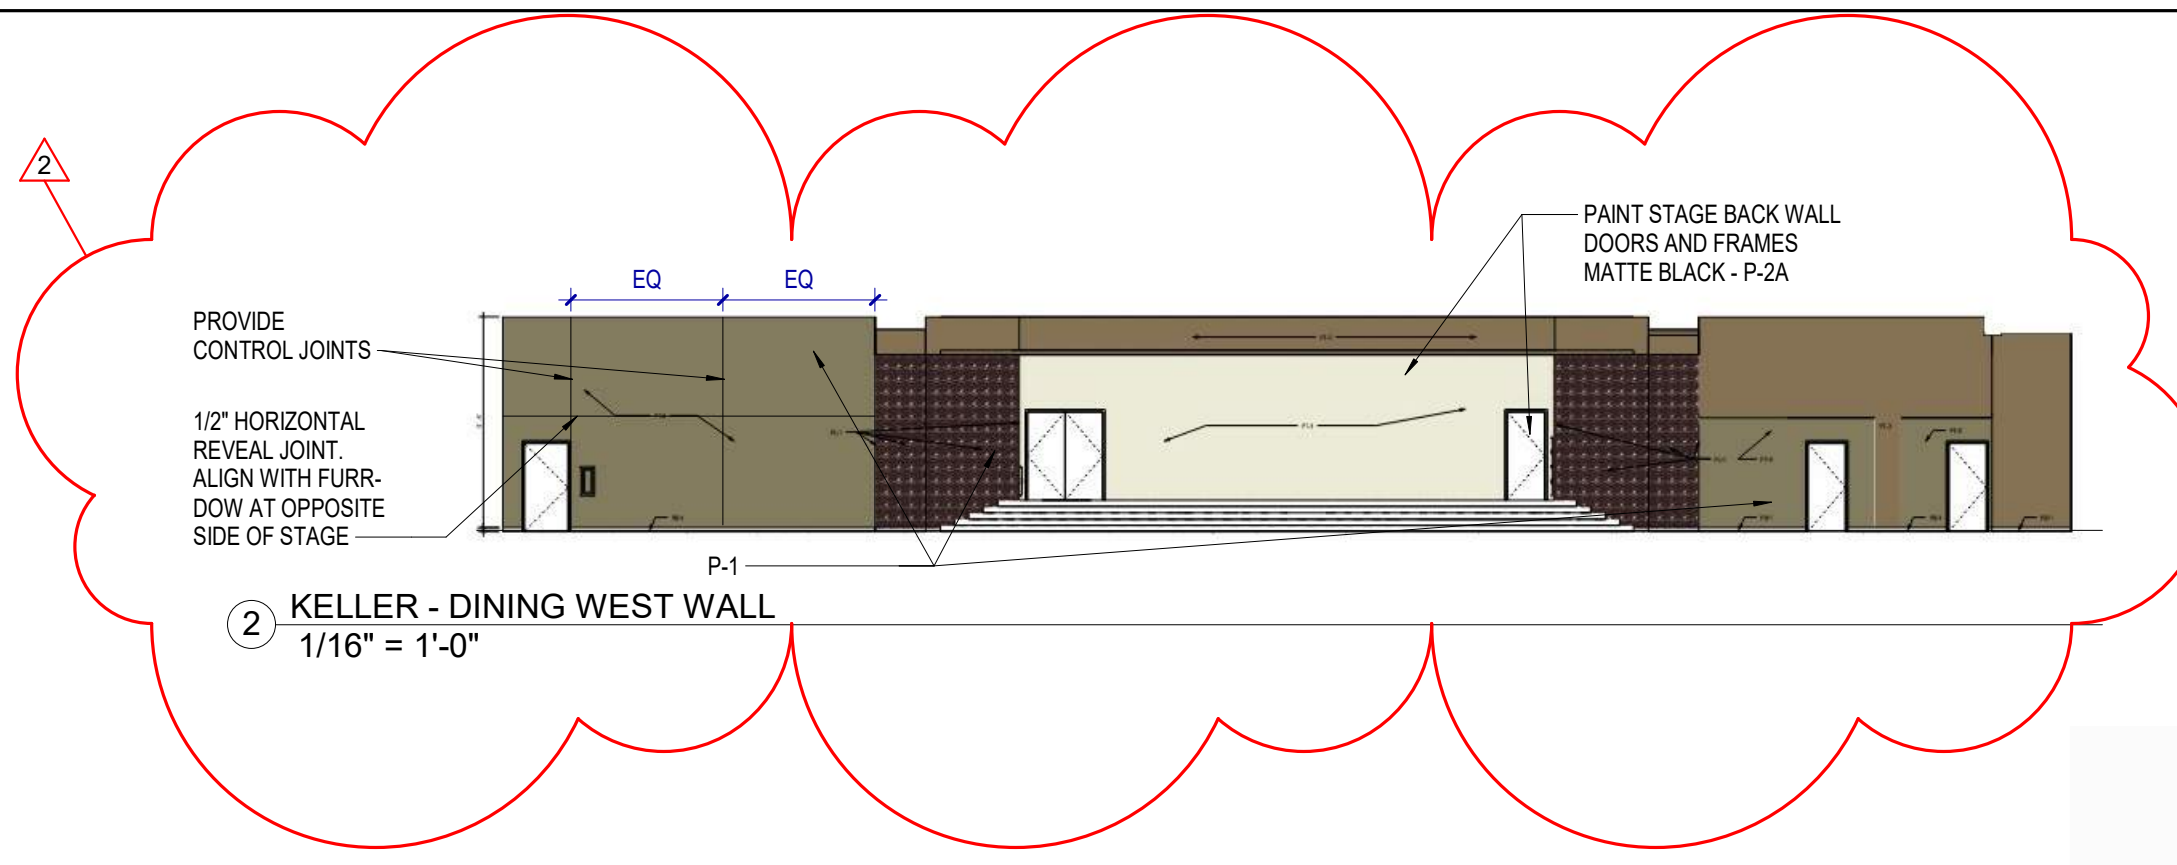 2
EQ
EQ
PAINT STAGE BACK WALL
DOORS AND FRAMES
MATTE BLACK - P-2A
PROVIDE
CONTROL JOINTS
1/2" HORIZONTAL
REVEAL JOINT.
ALIGN WITH FURR-
DOW AT OPPOSITE
SIDE OF STAGE
P-1
2
KELLER - DINING WEST WALL
1/16" = 1'-0"